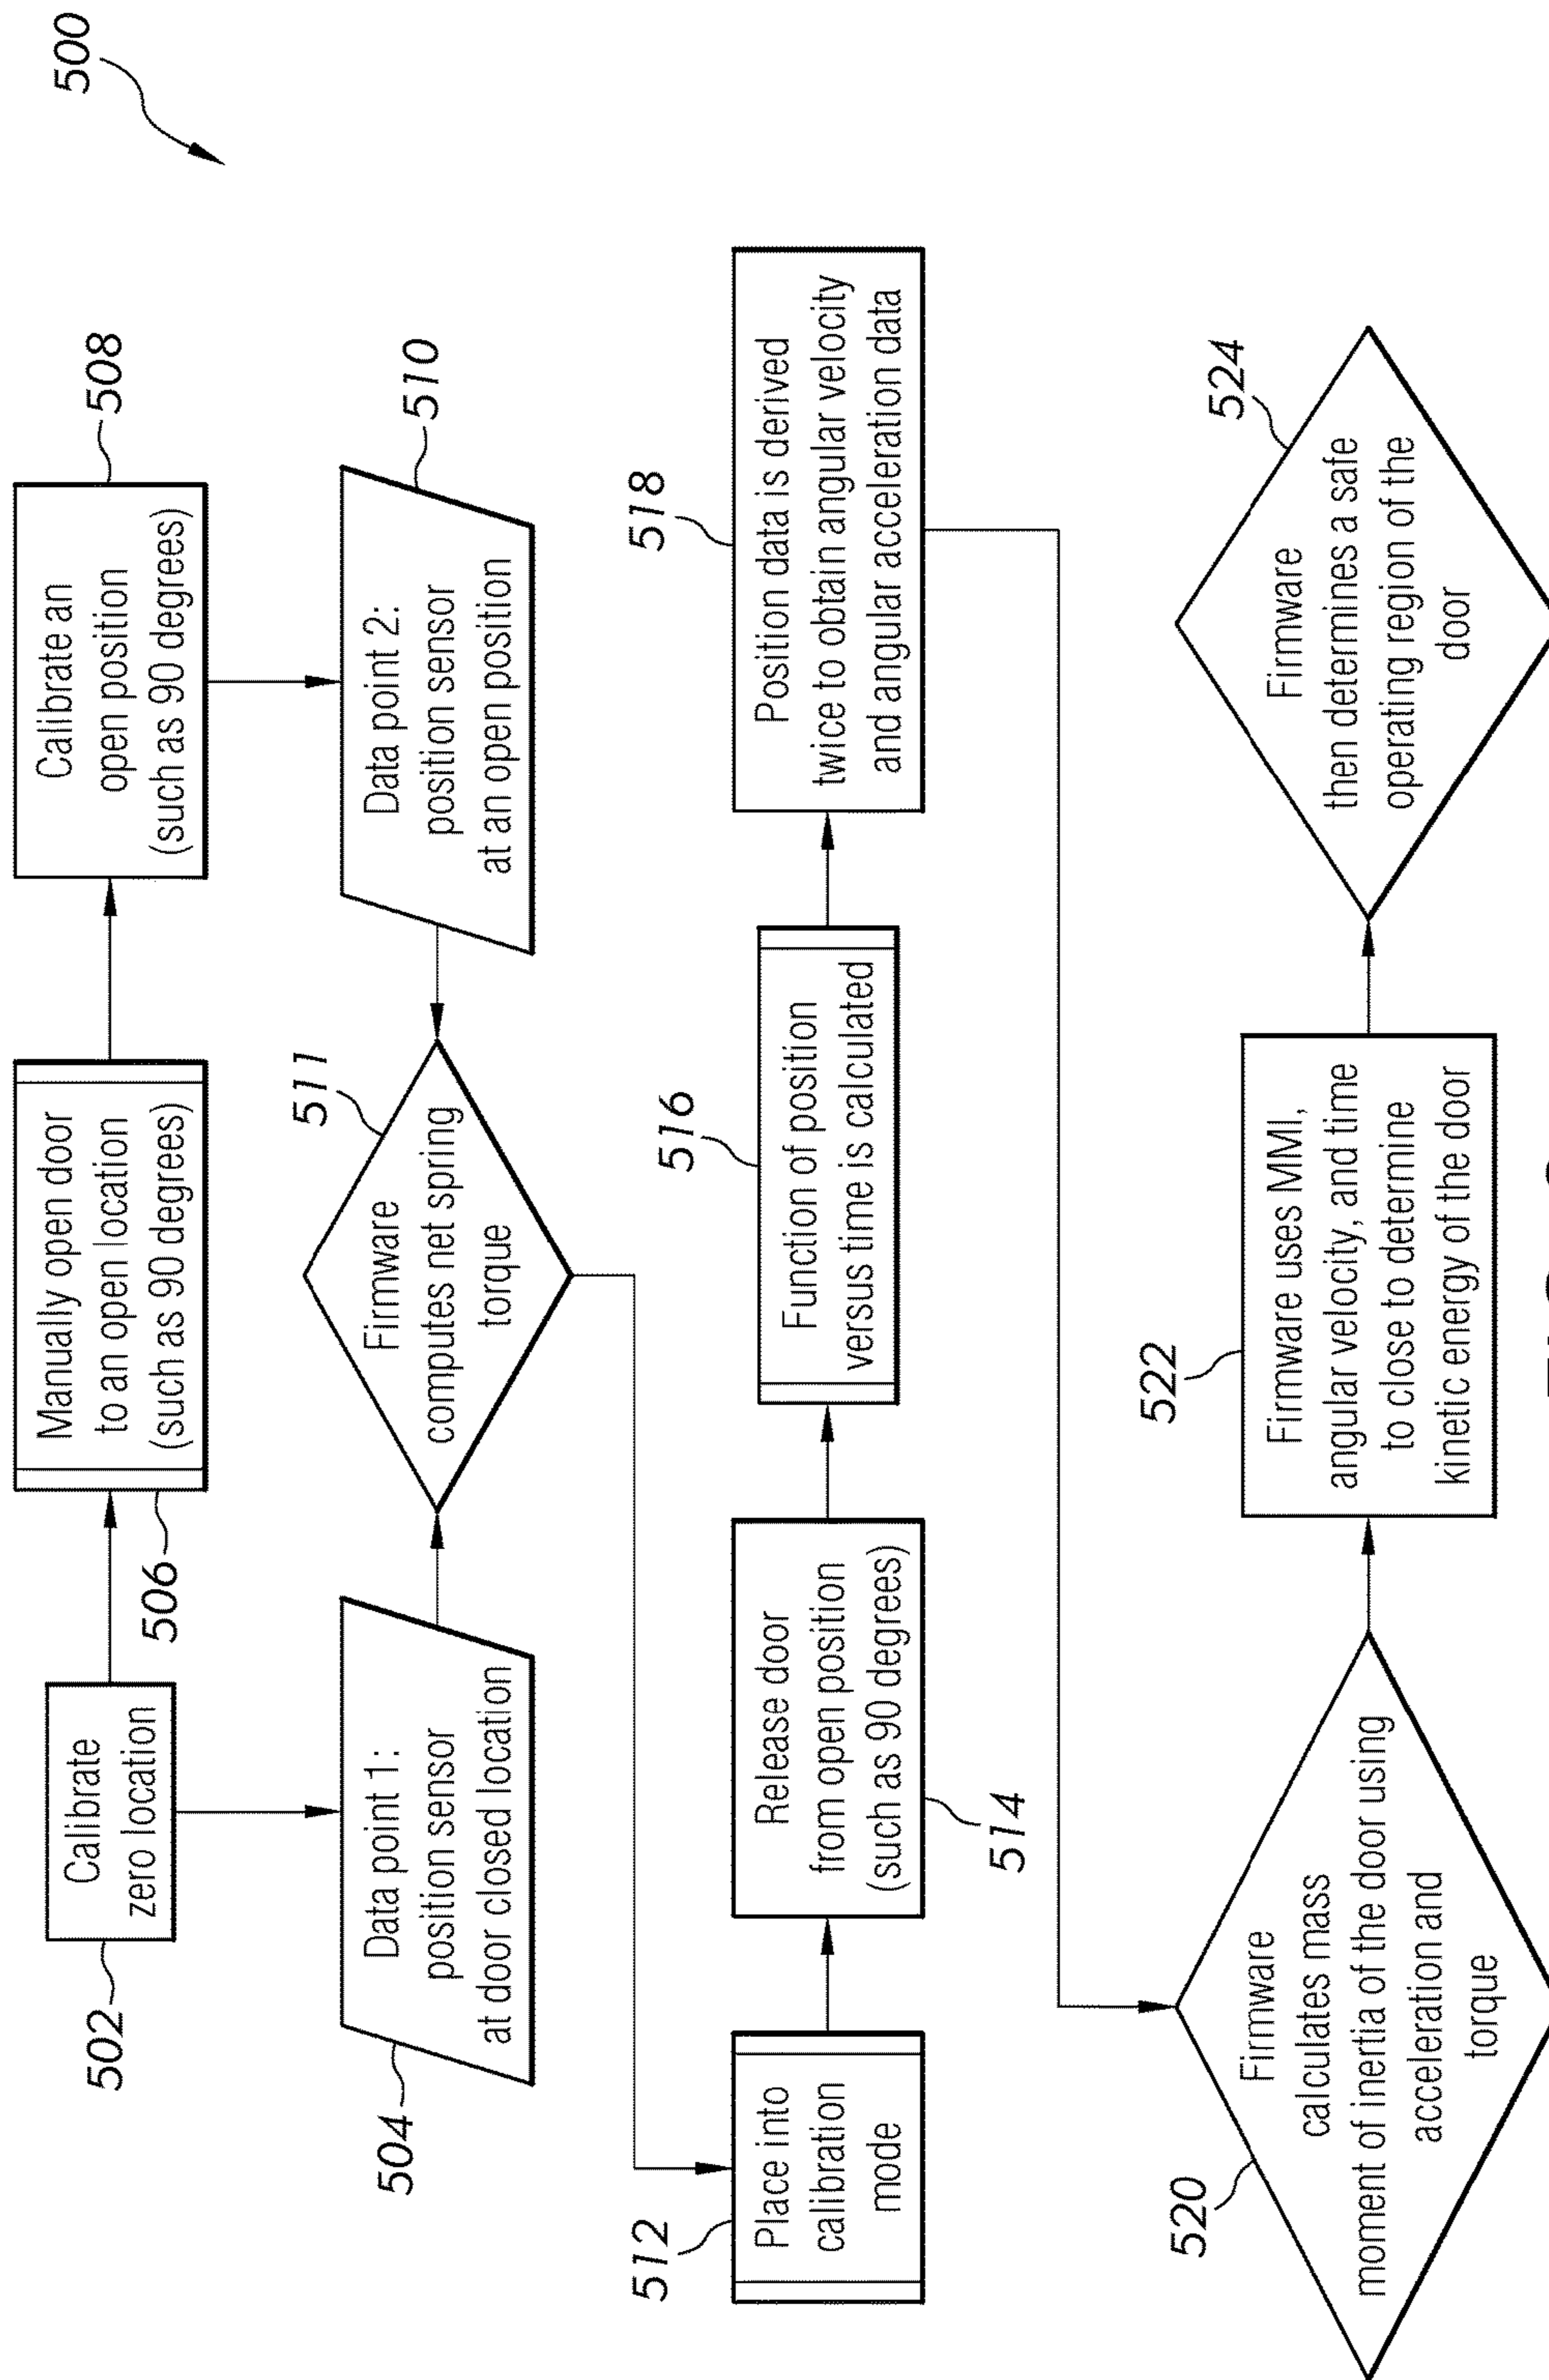 500
502
Calibrate
zero location
506
Manually open door
to an open location
(such as 90 degrees)
508
Calibrate an
open position
(such as 90 degrees)
504
Data point 1:
position sensor
at door closed location
511
Firmware
computes net spring
torque
510
Data point 2:
position sensor
at an open position
512
Place into
calibration
mode
514
Release door
from open position
(such as 90 degrees)
516
Function of position
versus time is calculated
518
Position data is derived
twice to obtain angular velocity
and angular acceleration data
520
Firmware
calculates mass
moment of inertia of the door using
acceleration and
torque
522
Firmware uses MMI,
angular velocity, and time
to close to determine
kinetic energy of the door
524
Firmware
then determines a safe
operating region of the
door